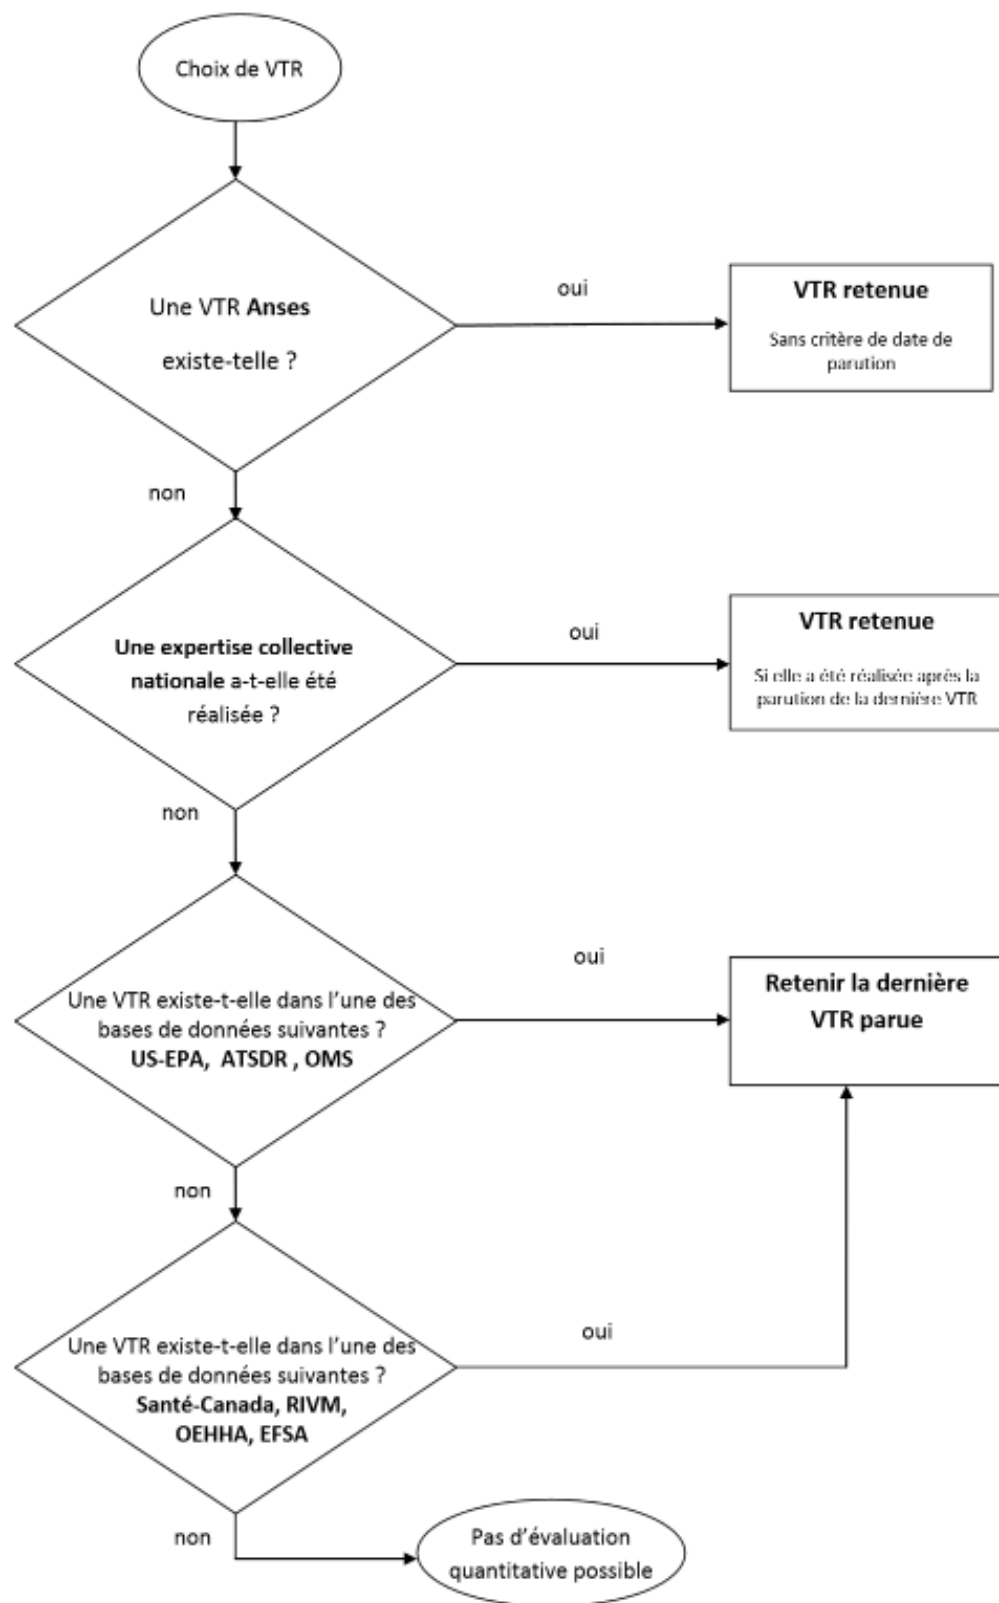 Choix de VTR
Une VTR Anses
existe-telle ?
oui
VTR retenue
Sans critère de date de
parution
non
Une expertise collective
nationale a-t-elle été
réalisée ?
oui
VTR retenue
Si elle a été réalisée après la
parution de la dernière VTR
non
Une VTR existe-t-elle dans l'une des
bases de données suivantes ?
US-EPA, ATSDR , OMS
oui
Retenir la dernière
VTR parue
non
Une VTR existe-t-elle dans l'une des
bases de données suivantes ?
Santé-Canada, RIVM,
OEHHA, EFSA
oui
non
Pas d'évaluation
quantitative possible